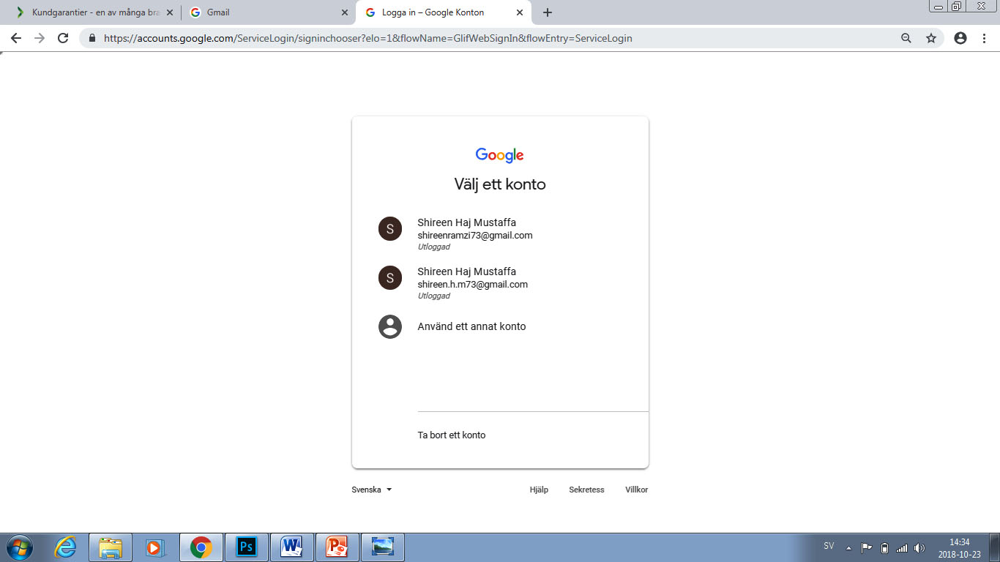 Kundgarantier - en av många bra
Gmail
Logga in – Google Konton
https://accounts.google.com/ServiceLogin/signinchooser?elo=1&flowName=GlifWebSignIn&flowEntry=ServiceLogin
Google
Välj ett konto
S
Shireen Haj Mustaffa
shireenramzi73@gmail.com
Utloggad
S
Shireen Haj Mustaffa
shireen.h.m73@gmail.com
Utloggad
Använd ett annat konto
Ta bort ett konto
Svenska
Hjälp
Sekretess
Villkor
Ps
W
P
SV
14:34
2018-10-23